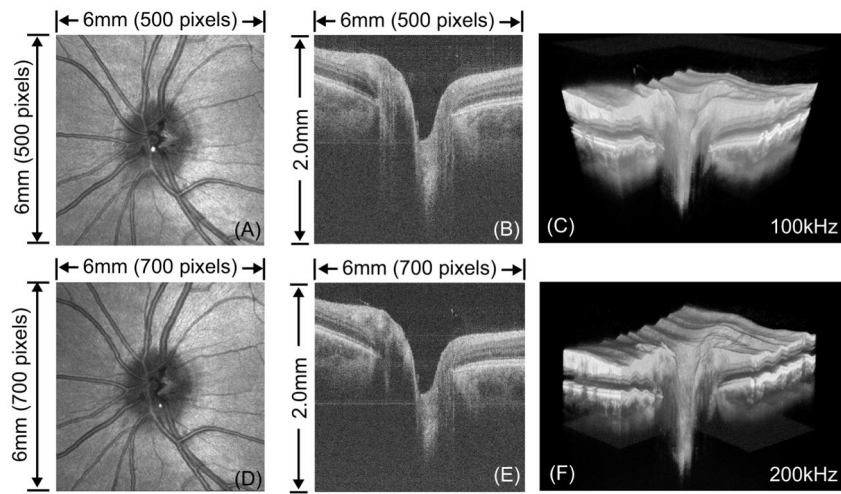 6mm (500 pixels)
6mm (500 pixels)
(A)
6mm (500 pixels)
2.0mm
(B)
(C)
100kHz
6mm (700 pixels)
6mm (700 pixels)
(D)
6mm (700 pixels)
2.0mm
(E)
(F)
200kHz